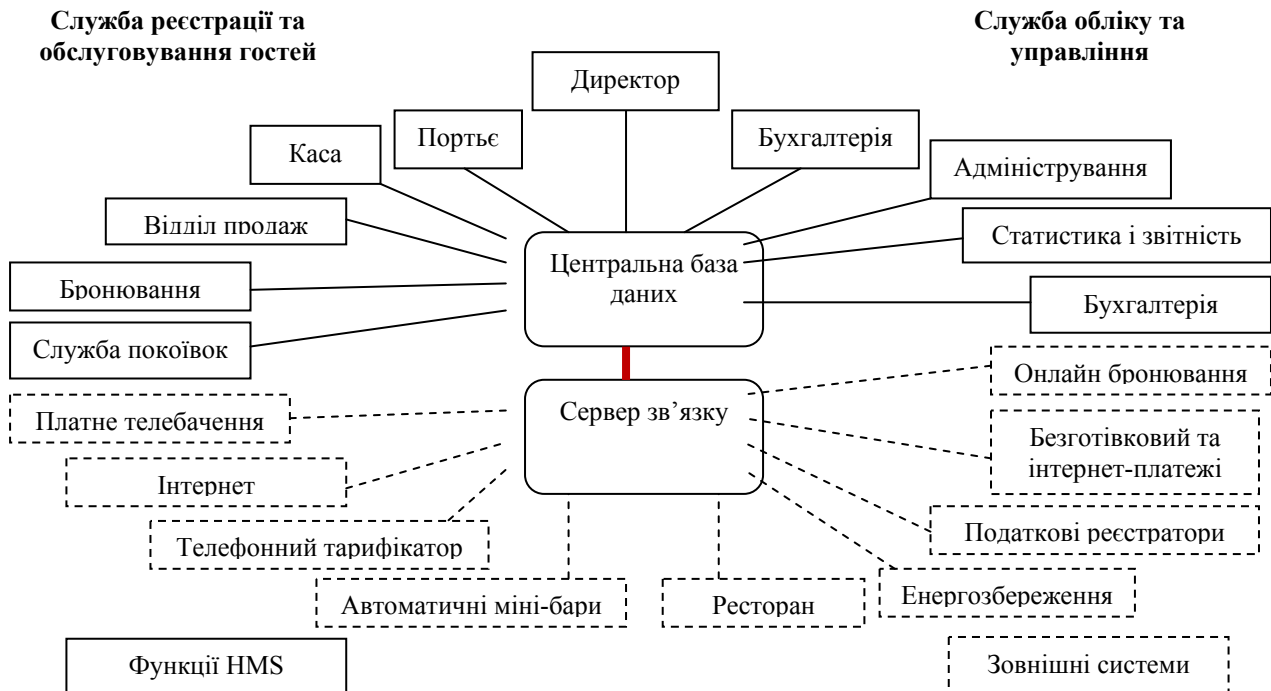 Служба реєстрації та
обслуговування гостей
Служба обліку та
управління
Директор
Портьє
Бухгалтерія
Каса
Адміністрування
Відділ продаж
Статистика і звітність
Центральна база
даних
Бронювання
Бухгалтерія
Служба покоївок
Онлайн бронювання
Платне телебачення
Сервер зв’язку
Безготівковий та
інтернет-платежі
Інтернет
Телефонний тарифікатор
Податкові реєстратори
Автоматичні міні-бари
Ресторан
Енергозбереження
Функції HMS
Зовнішні системи